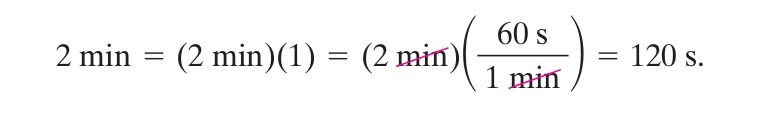 2 min = (2 min)(1) = (2 min)(60 s / 1 min) = 120 s.